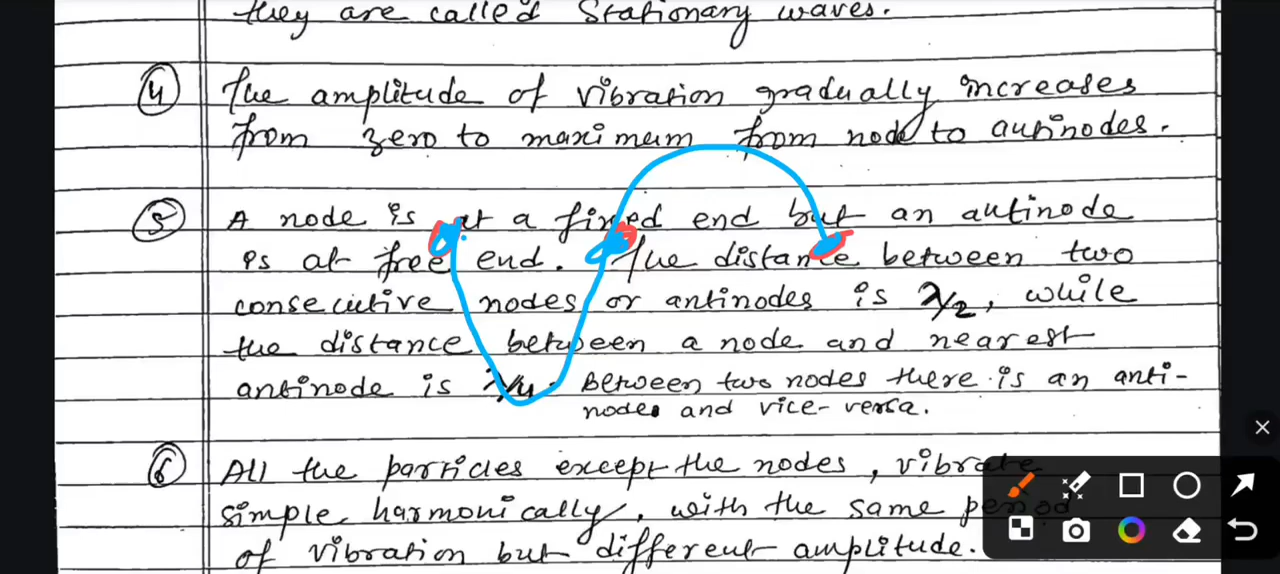 they are called Stationary waves.
④ The amplitude of vibration gradually increases
from zero to maximum from node to antinodes.
⑤ A node is at a fixed end but an antinode
is at free end. The distance between two
consecutive nodes or antinodes is λ/2, while
the distance between a node and nearest
antinode is λ/4. between two nodes there is an anti-
node and vice-versa.
⑥ All the particles except the nodes, vibrate
simple harmonically, with the same period
of vibration but different amplitude.